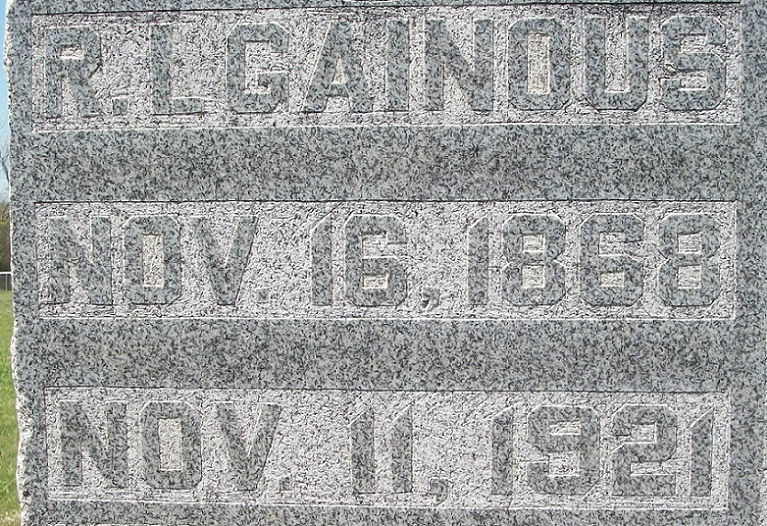 R. L GAINOUS
NOV. 16, 1868
NOV. 11, 1921